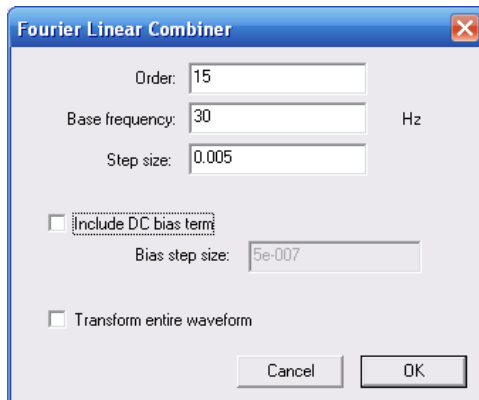 Fourier Linear Combiner
Order: 15
Base frequency: 30 Hz
Step size: 0.005
Include DC bias term
Bias step size: 5e-007
Transform entire waveform
Cancel OK